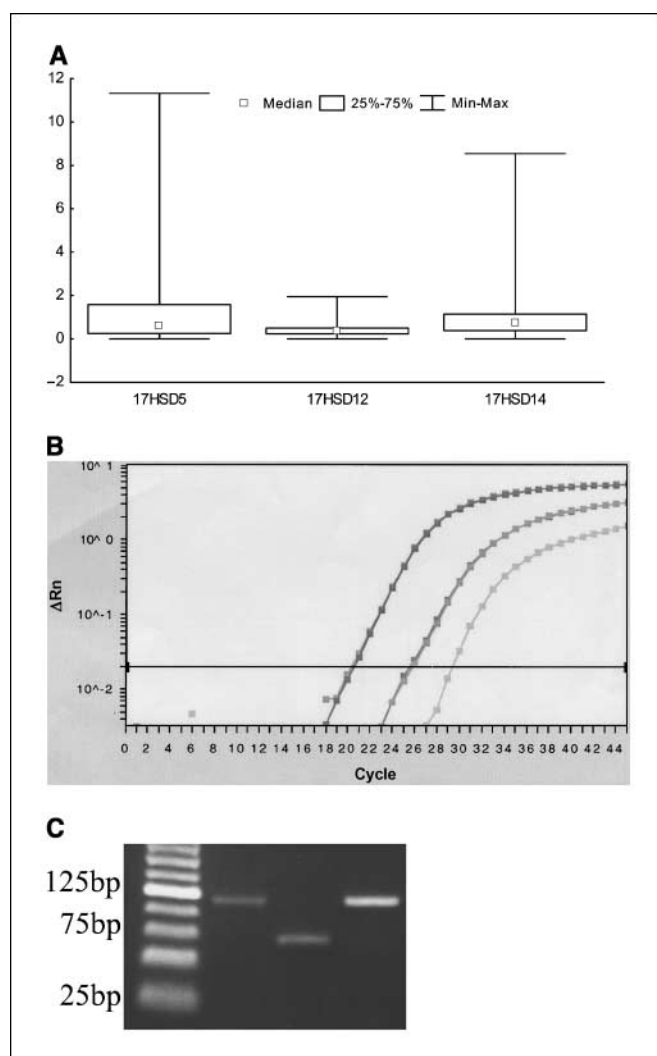 A
12
10
8
6
4
2
0
−2
Median 25%-75% Min-Max
17HSD5 17HSD12 17HSD14
B
10^ 1
10^ 0
10^-1
10^-2
ΔRn
0 2 4 6 8 10 12 14 16 18 20 22 24 26 28 30 32 34 36 38 40 42 44
Cycle
C
125bp
75bp
25bp